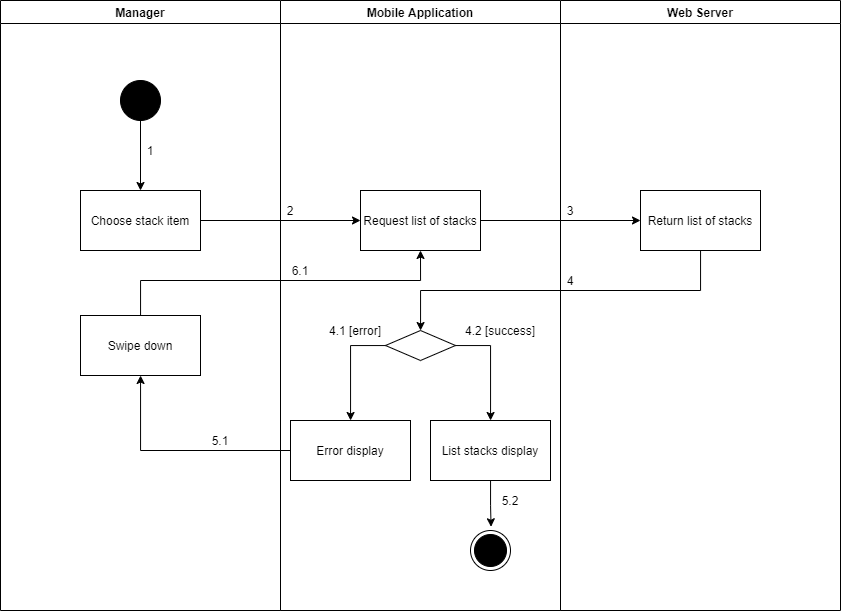 Manager
Mobile Application
Web Server
1
Choose stack item
2
Request list of stacks
3
Return list of stacks
6.1
4
4.1 [error]
4.2 [success]
Swipe down
5.1
Error display
List stacks display
5.2